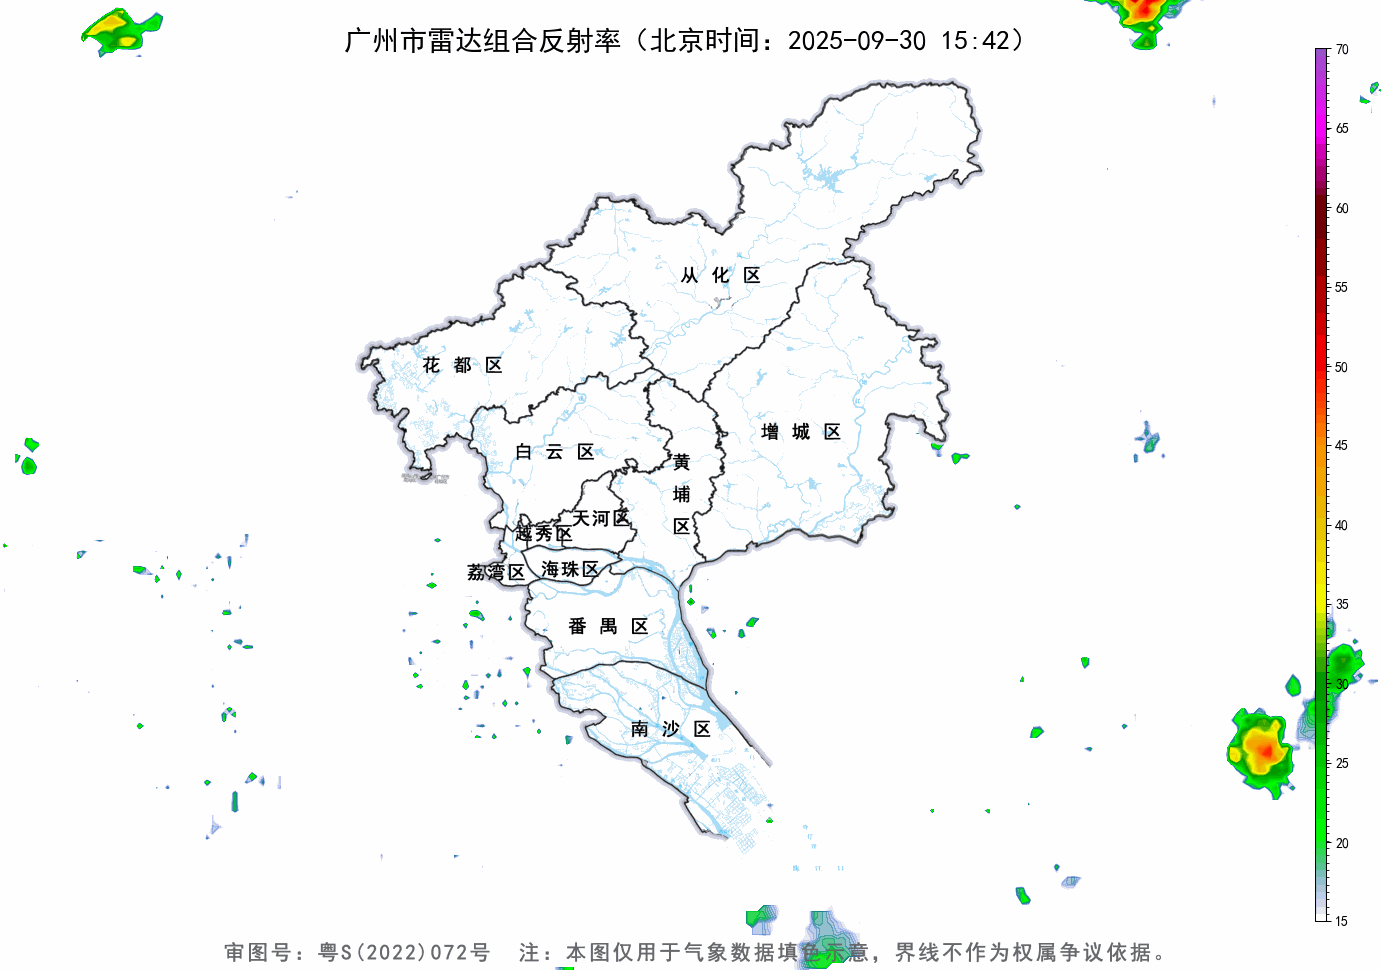 广州市雷达组合反射率（北京时间：2025-09-30 15:42）
70
65
60
55
50
45
40
35
30
25
20
15
从化区
花都区
增城区
白云区
黄埔区
天河区
越秀区
荔湾区
海珠区
番禺区
南沙区
审图号：粤S(2022)072号 注：本图仅用于气象数据填色示意，界线不作为权属争议依据。